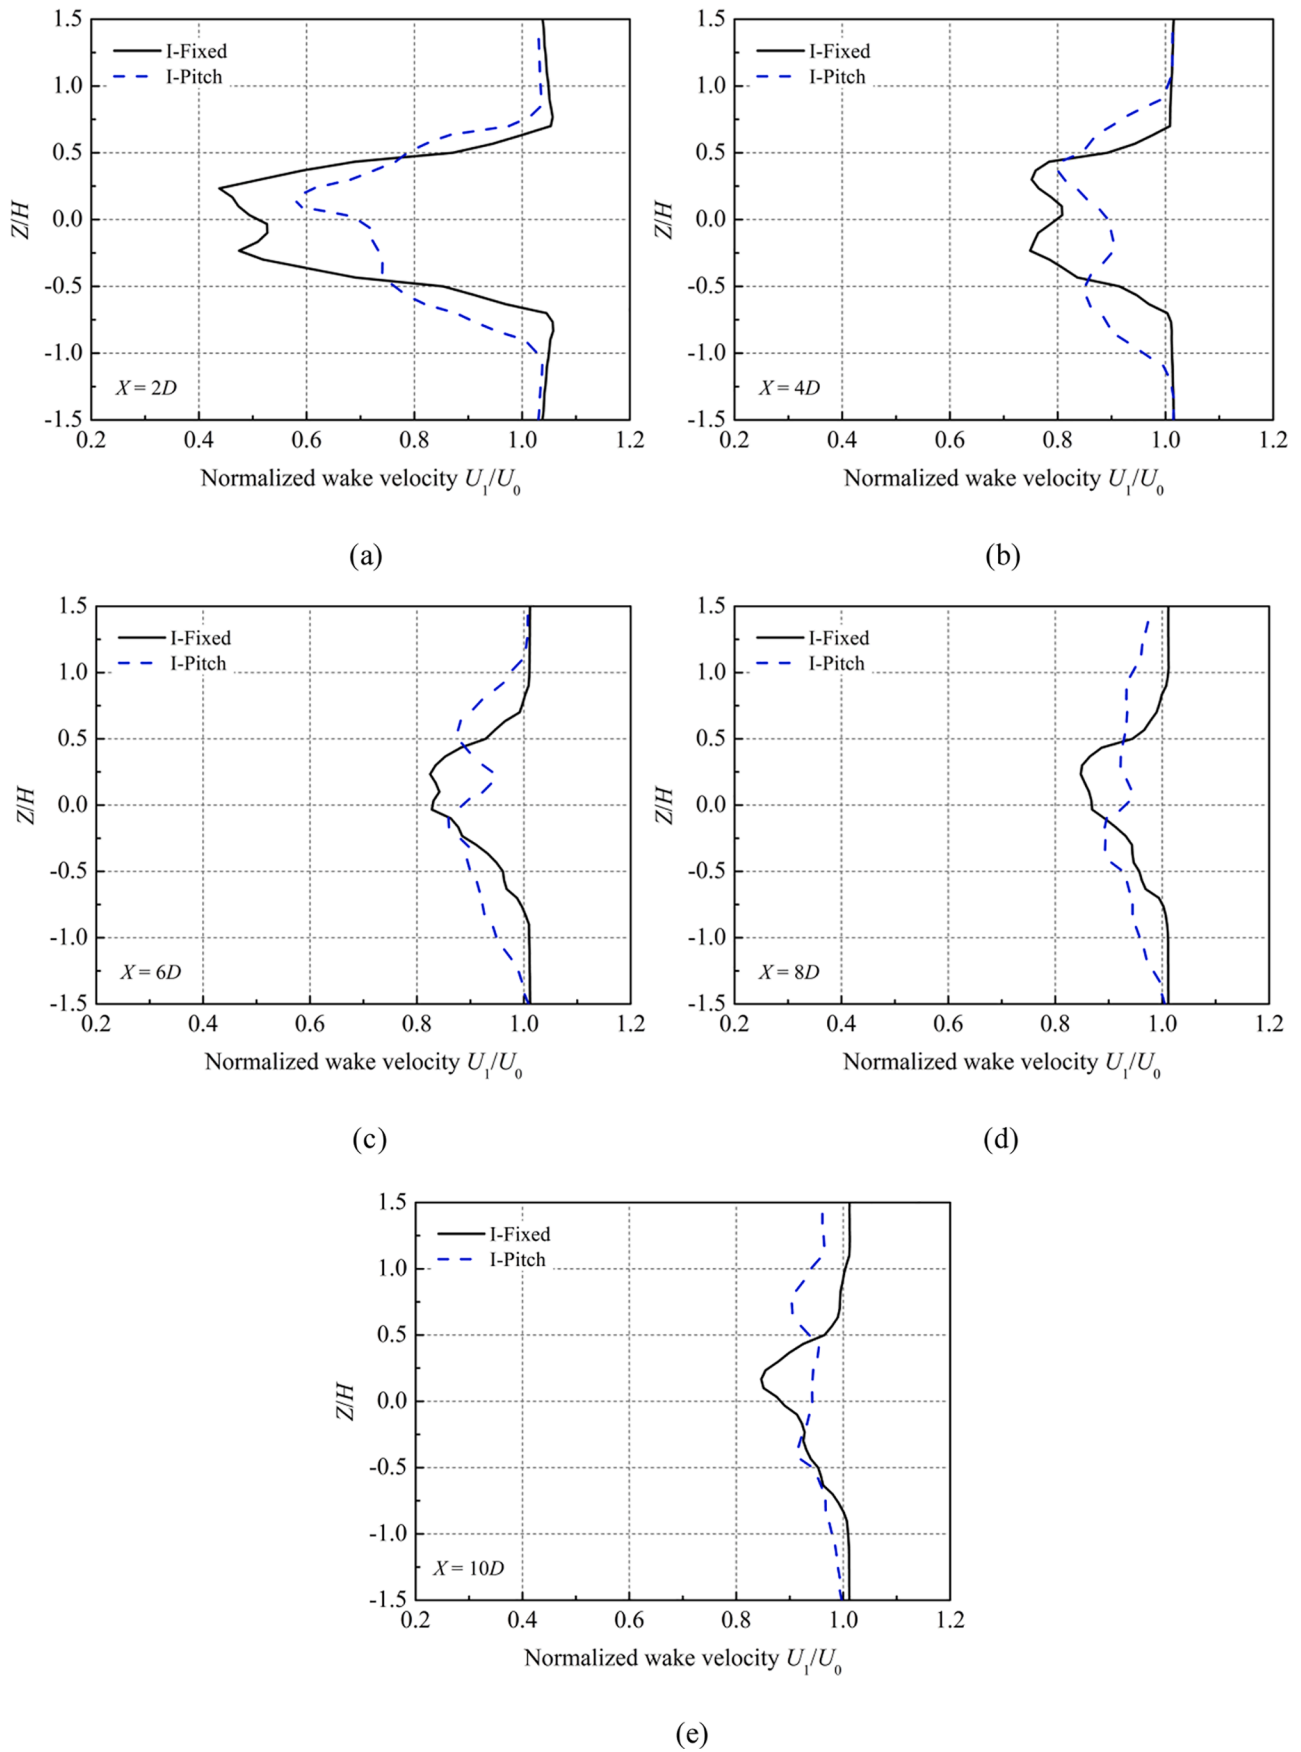 1.5
I-Fixed
I-Pitch
1.0
0.5
Z/H
0.0
-0.5
-1.0
X = 2D
-1.5
0.2 0.4 0.6 0.8 1.0 1.2
Normalized wake velocity U1/U0
(a)
1.5
I-Fixed
I-Pitch
1.0
0.5
Z/H
0.0
-0.5
-1.0
X = 4D
-1.5
0.2 0.4 0.6 0.8 1.0 1.2
Normalized wake velocity U1/U0
(b)
1.5
I-Fixed
I-Pitch
1.0
0.5
Z/H
0.0
-0.5
-1.0
X = 6D
-1.5
0.2 0.4 0.6 0.8 1.0 1.2
Normalized wake velocity U1/U0
(c)
1.5
I-Fixed
I-Pitch
1.0
0.5
Z/H
0.0
-0.5
-1.0
X = 8D
-1.5
0.2 0.4 0.6 0.8 1.0 1.2
Normalized wake velocity U1/U0
(d)
1.5
I-Fixed
I-Pitch
1.0
0.5
Z/H
0.0
-0.5
-1.0
X = 10D
-1.5
0.2 0.4 0.6 0.8 1.0 1.2
Normalized wake velocity U1/U0
(e)